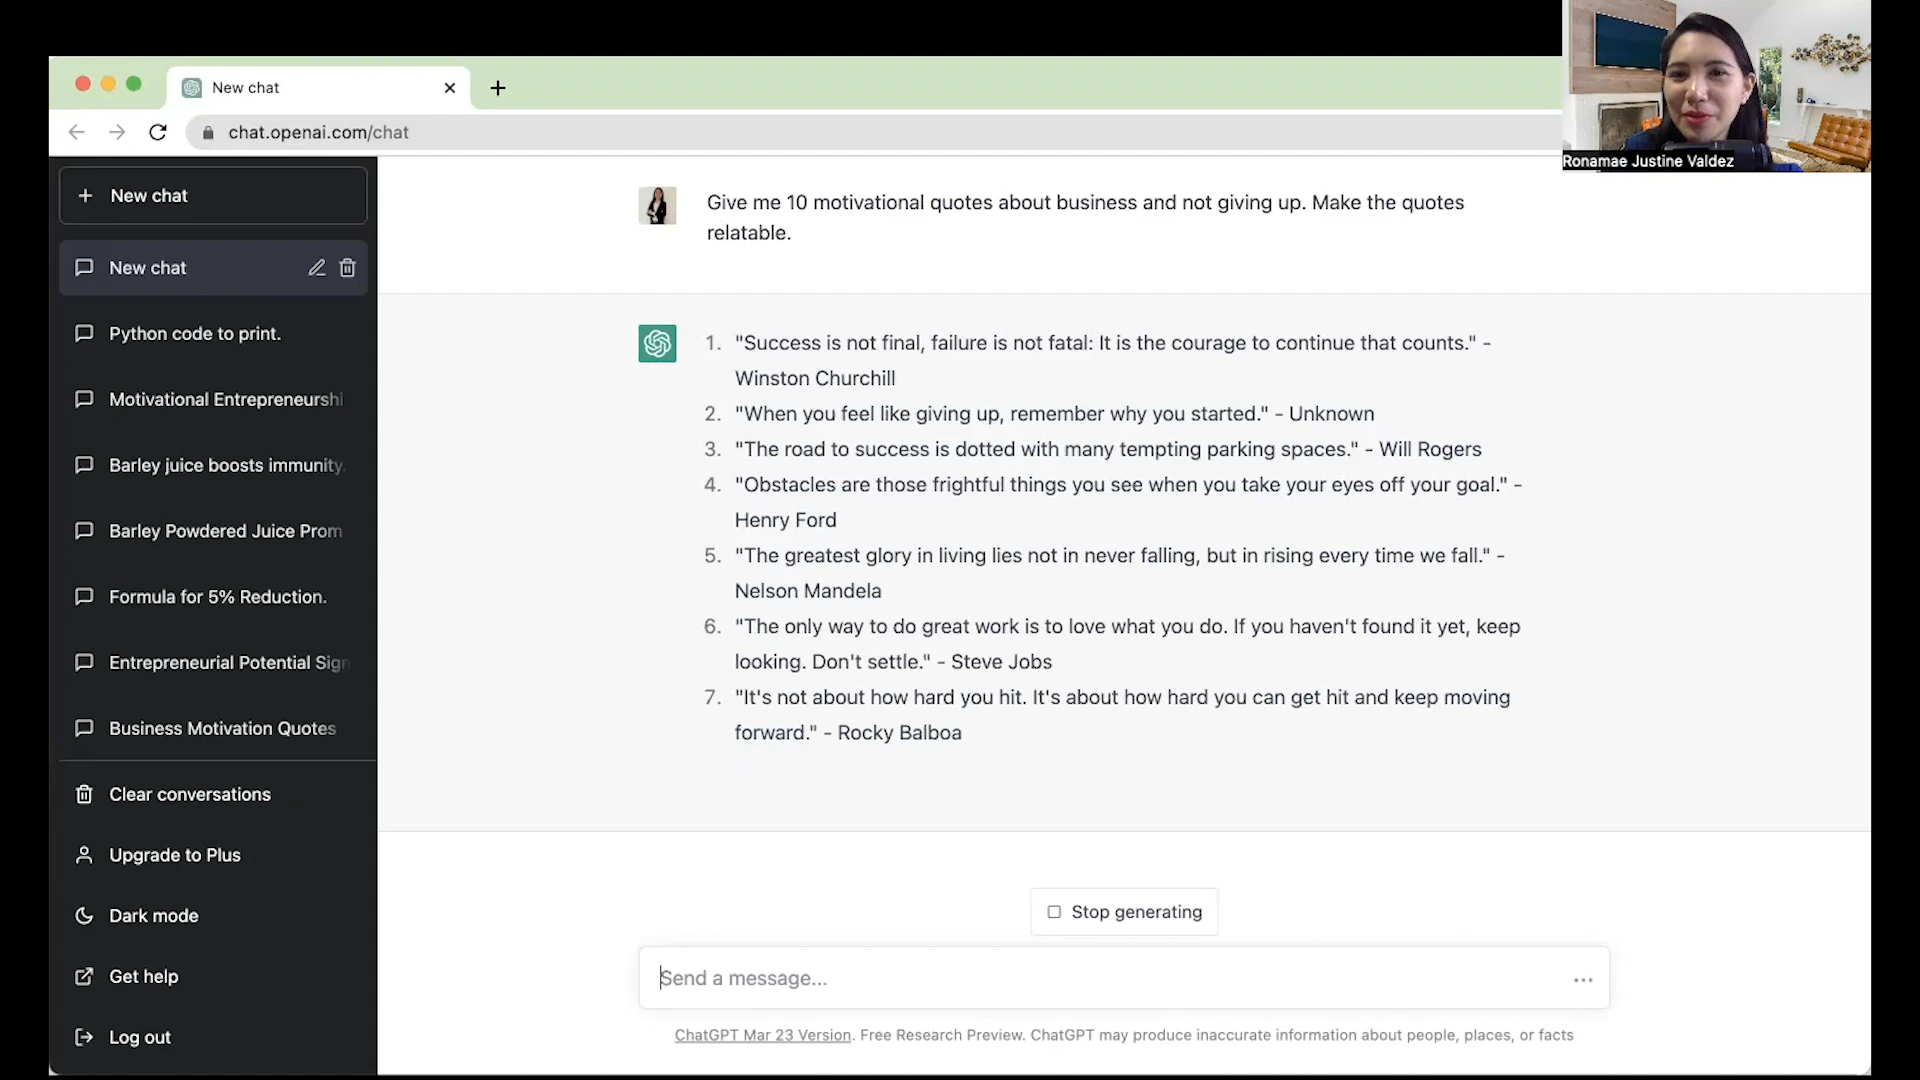 New chat
chat.openai.com/chat
Ronamae Justine Valdez
New chat
New chat
Python code to print.
Motivational Entrepreneurshi
Barley juice boosts immunity.
Barley Powdered Juice Prom
Formula for 5% Reduction.
Entrepreneurial Potential Sign
Business Motivation Quotes
Clear conversations
Upgrade to Plus
Dark mode
Get help
Log out
Give me 10 motivational quotes about business and not giving up. Make the quotes
relatable.
1. "Success is not final, failure is not fatal: It is the courage to continue that counts." -
Winston Churchill
2. "When you feel like giving up, remember why you started." - Unknown
3. "The road to success is dotted with many tempting parking spaces." - Will Rogers
4. "Obstacles are those frightful things you see when you take your eyes off your goal." -
Henry Ford
5. "The greatest glory in living lies not in never falling, but in rising every time we fall." -
Nelson Mandela
6. "The only way to do great work is to love what you do. If you haven't found it yet, keep
looking. Don't settle." - Steve Jobs
7. "It's not about how hard you hit. It's about how hard you can get hit and keep moving
forward." - Rocky Balboa
Stop generating
Send a message...
ChatGPT Mar 23 Version. Free Research Preview. ChatGPT may produce inaccurate information about people, places, or facts